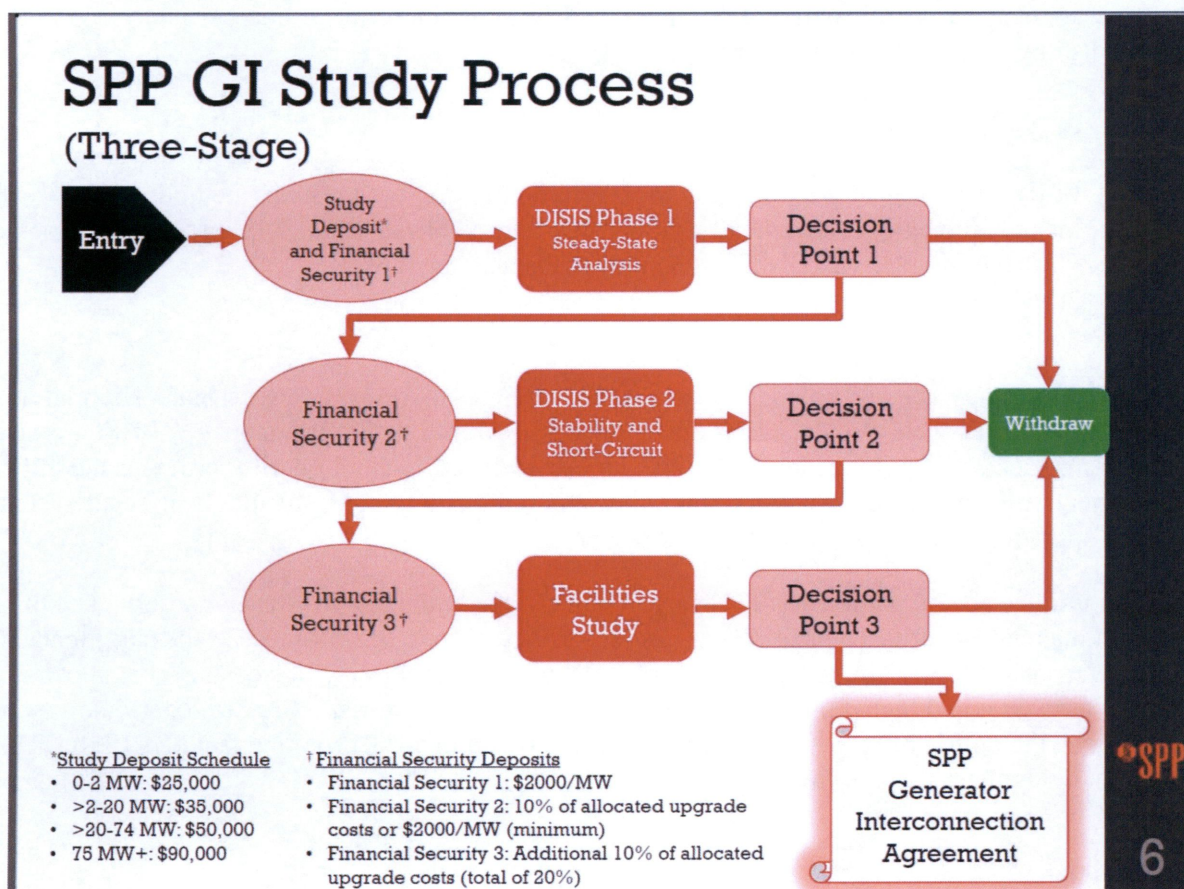 SPP GI Study Process
(Three-Stage)
Entry
Study
Deposit*
and Financial
Security 1†
DISIS Phase 1
Steady-State
Analysis
Decision
Point 1
Financial
Security 2†
DISIS Phase 2
Stability and
Short-Circuit
Decision
Point 2
Withdraw
Financial
Security 3†
Facilities
Study
Decision
Point 3
SPP
Generator
Interconnection
Agreement
*Study Deposit Schedule
• 0-2 MW: $25,000
• >2-20 MW: $35,000
• >20-74 MW: $50,000
• 75 MW+: $90,000
†Financial Security Deposits
• Financial Security 1: $2000/MW
• Financial Security 2: 10% of allocated upgrade
costs or $2000/MW (minimum)
• Financial Security 3: Additional 10% of allocated
upgrade costs (total of 20%)
SPP
6